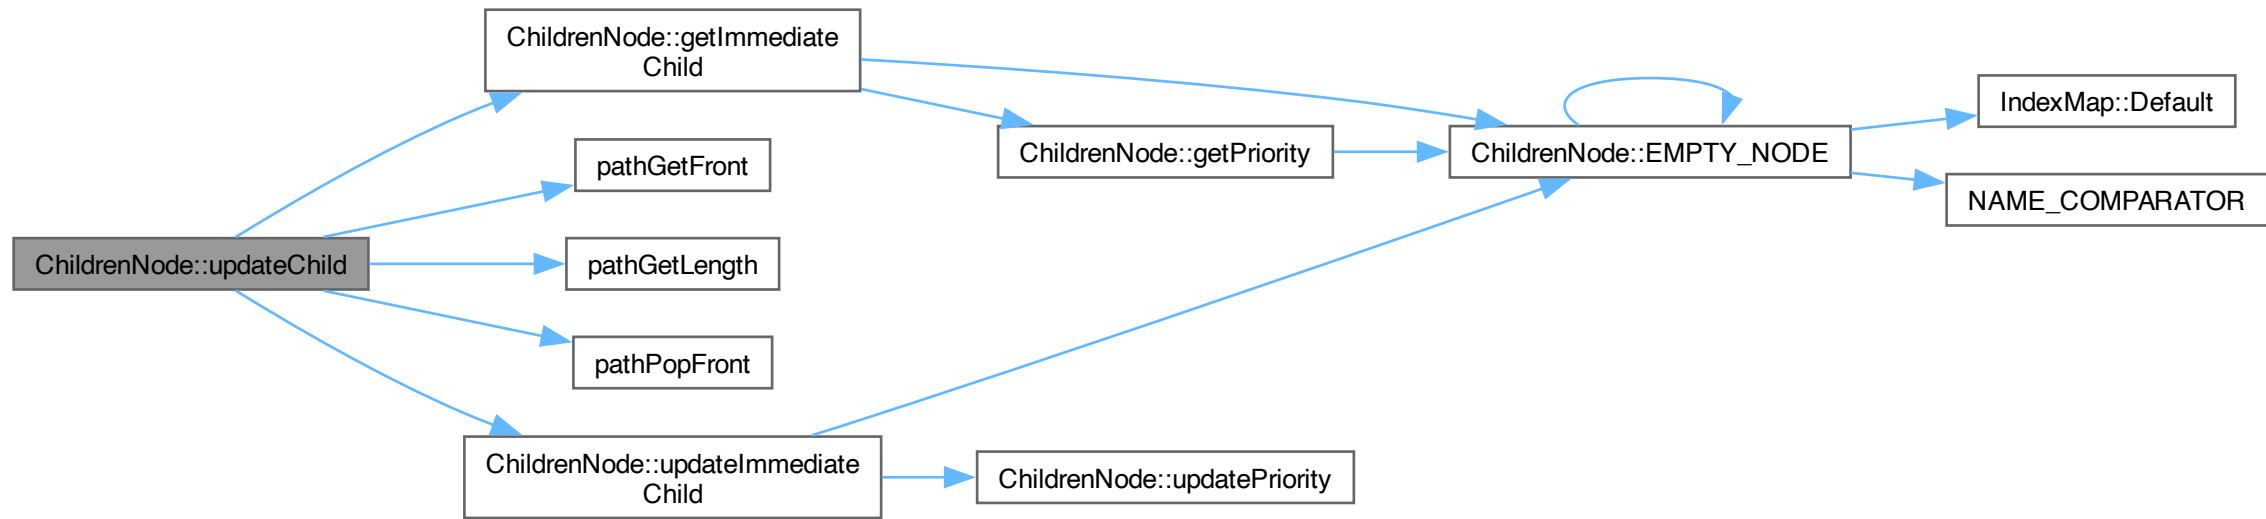 ChildrenNode::getImmediate
Child
IndexMap::Default
ChildrenNode::getPriority
ChildrenNode::EMPTY_NODE
pathGetFront
NAME_COMPARATOR
ChildrenNode::updateChild
pathGetLength
pathPopFront
ChildrenNode::updateImmediate
Child
ChildrenNode::updatePriority